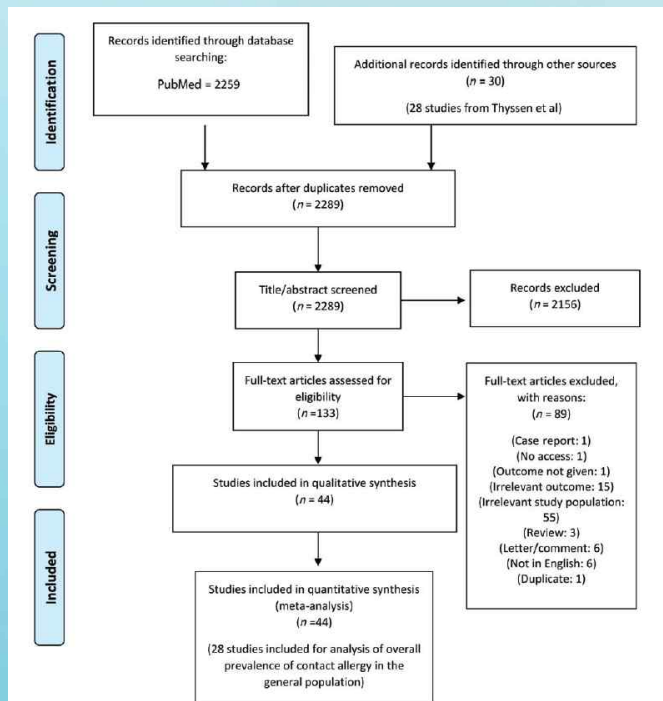 Identification
Records identified through database
searching:
PubMed = 2259
Additional records identified through other sources
(n = 30)
(28 studies from Thyssen et al)
Records after duplicates removed
(n = 2289)
Screening
Title/abstract screened
(n = 2289)
Records excluded
(n = 2156)
Eligibility
Full-text articles assessed for
eligibility
(n =133)
Full-text articles excluded,
with reasons:
(n = 89)
(Case report: 1)
(No access: 1)
(Outcome not given: 1)
(Irrelevant outcome: 15)
(Irrelevant study population:
55)
(Review: 3)
(Letter/comment: 6)
(Not in English: 6)
(Duplicate: 1)
Studies included in qualitative synthesis
(n = 44)
Included
Studies included in quantitative synthesis
(meta-analysis)
(n =44)
(28 studies included for analysis of overall
prevalence of contact allergy in the
general population)